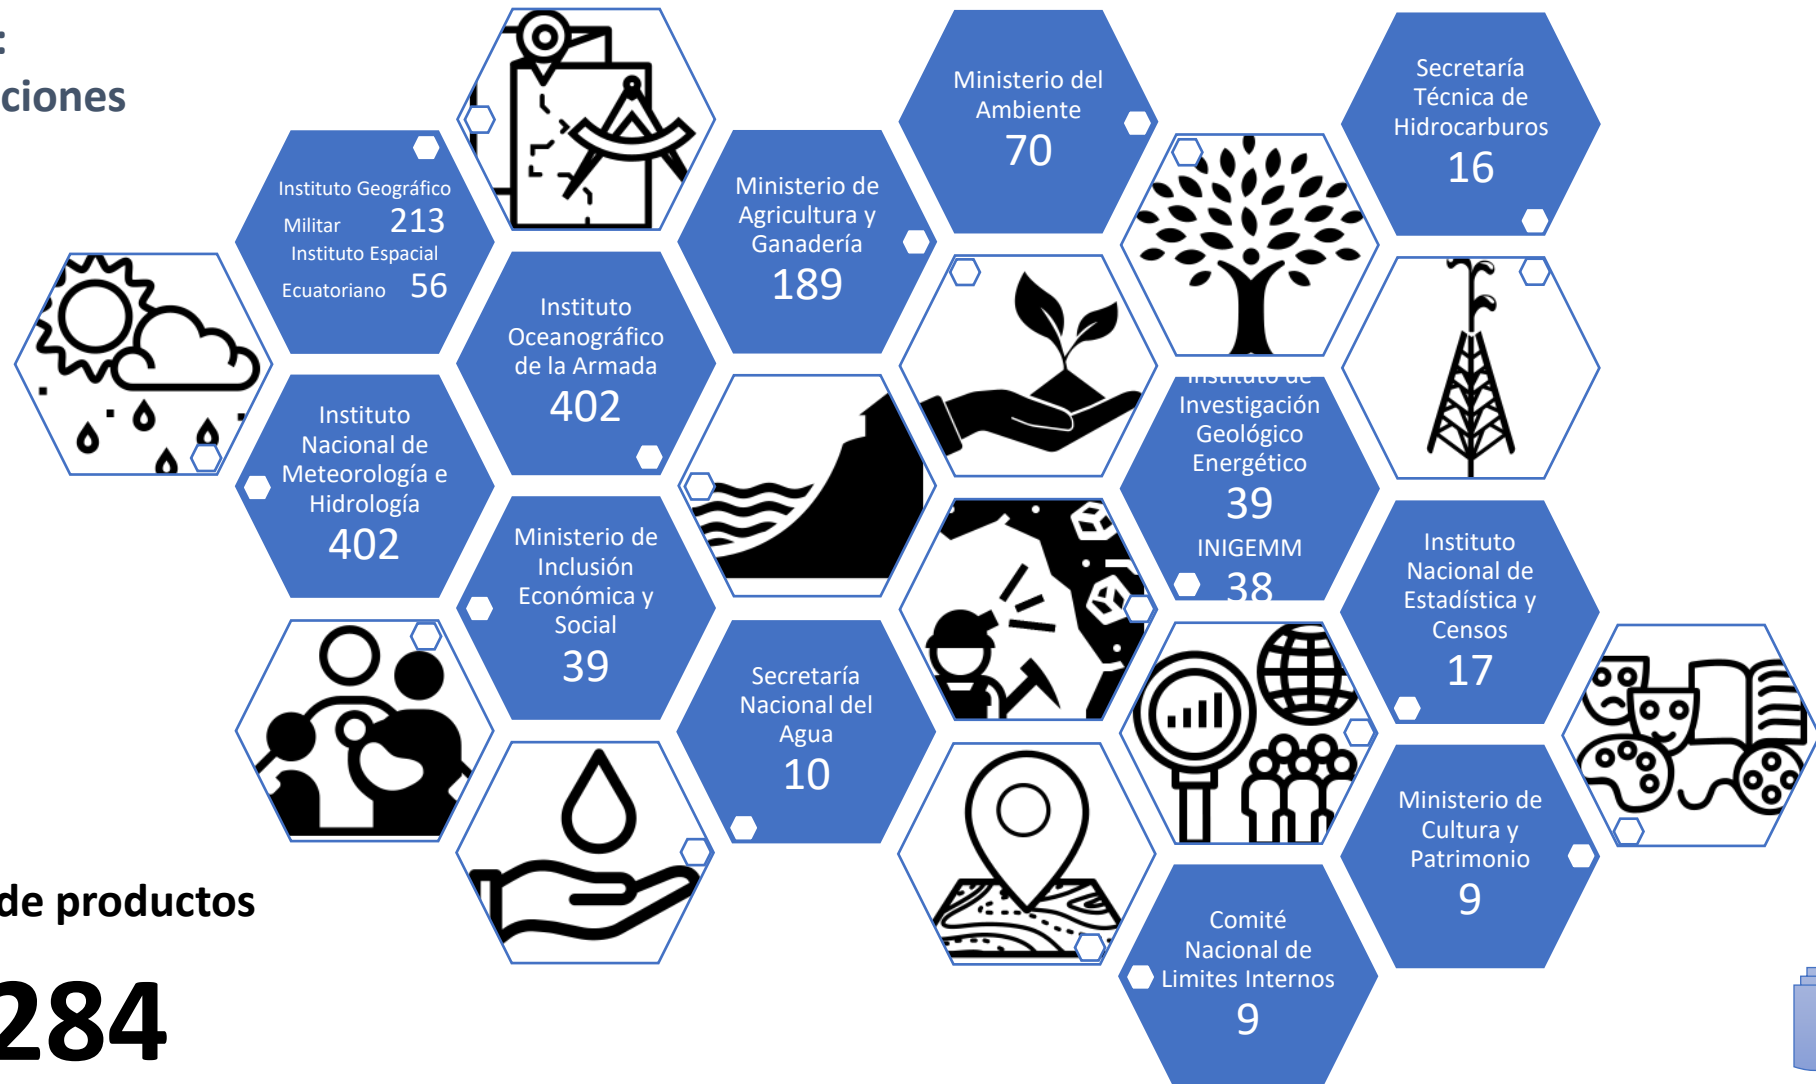 :
ciones
Instituto Geográfico
Militar 213
Instituto Espacial
Ecuatoriano 56
Instituto
Nacional de
Meteorología e
Hidrología
402
Instituto
Oceanográfico
de la Armada
402
Ministerio de
Inclusión
Económica y
Social
39
Ministerio de
Agricultura y
Ganadería
189
Secretaría
Nacional del
Agua
10
Ministerio del
Ambiente
70
Instituto de
Investigación
Geológico
Energético
39
INIGEMM
38
Comité
Nacional de
Limites Internos
9
Secretaría
Técnica de
Hidrocarburos
16
Instituto
Nacional de
Estadística y
Censos
17
Ministerio de
Cultura y
Patrimonio
9
de productos
284